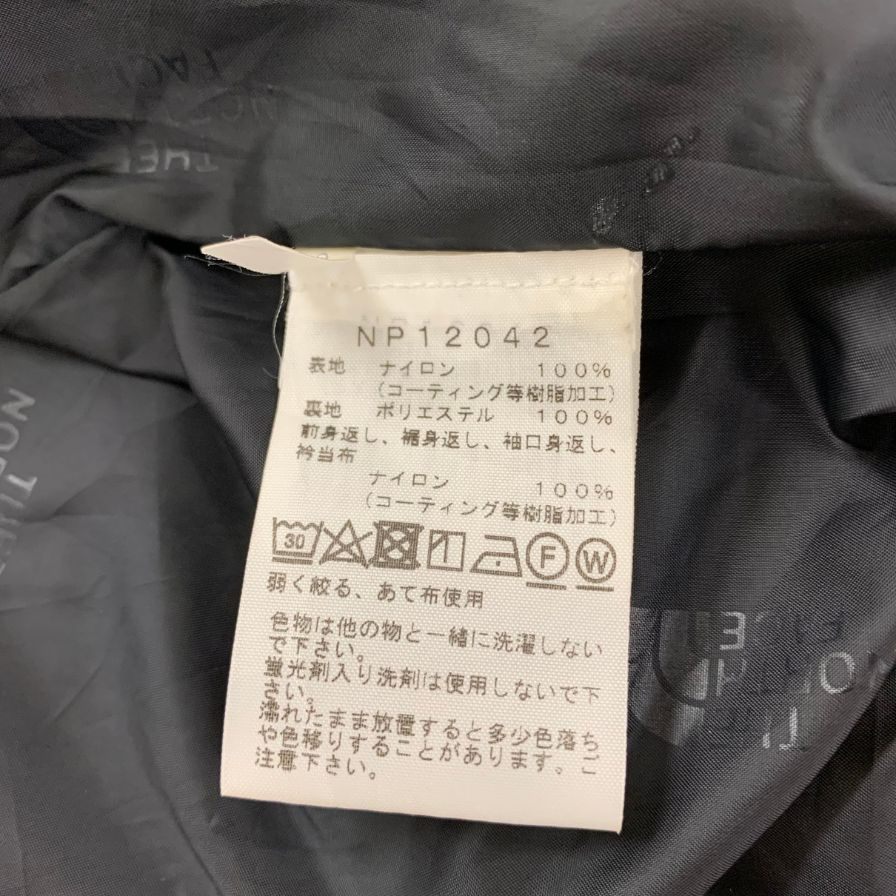 NP12042
表地 ナイロン 100%
(コーティング等樹脂加工)
裏地 ポリエステル 100%
前身返し、裾身返し、袖口身返し、
衿当布
ナイロン 100%
(コーティング等樹脂加工)
30 F W
弱く絞る、あて布使用
色物は他の物と一緒に洗濯しない
で下さい。
蛍光剤入り洗剤は使用しないで下
さい。
濡れたまま放置すると多少色落ち
や色移りすることがあります。ご
注意下さい。